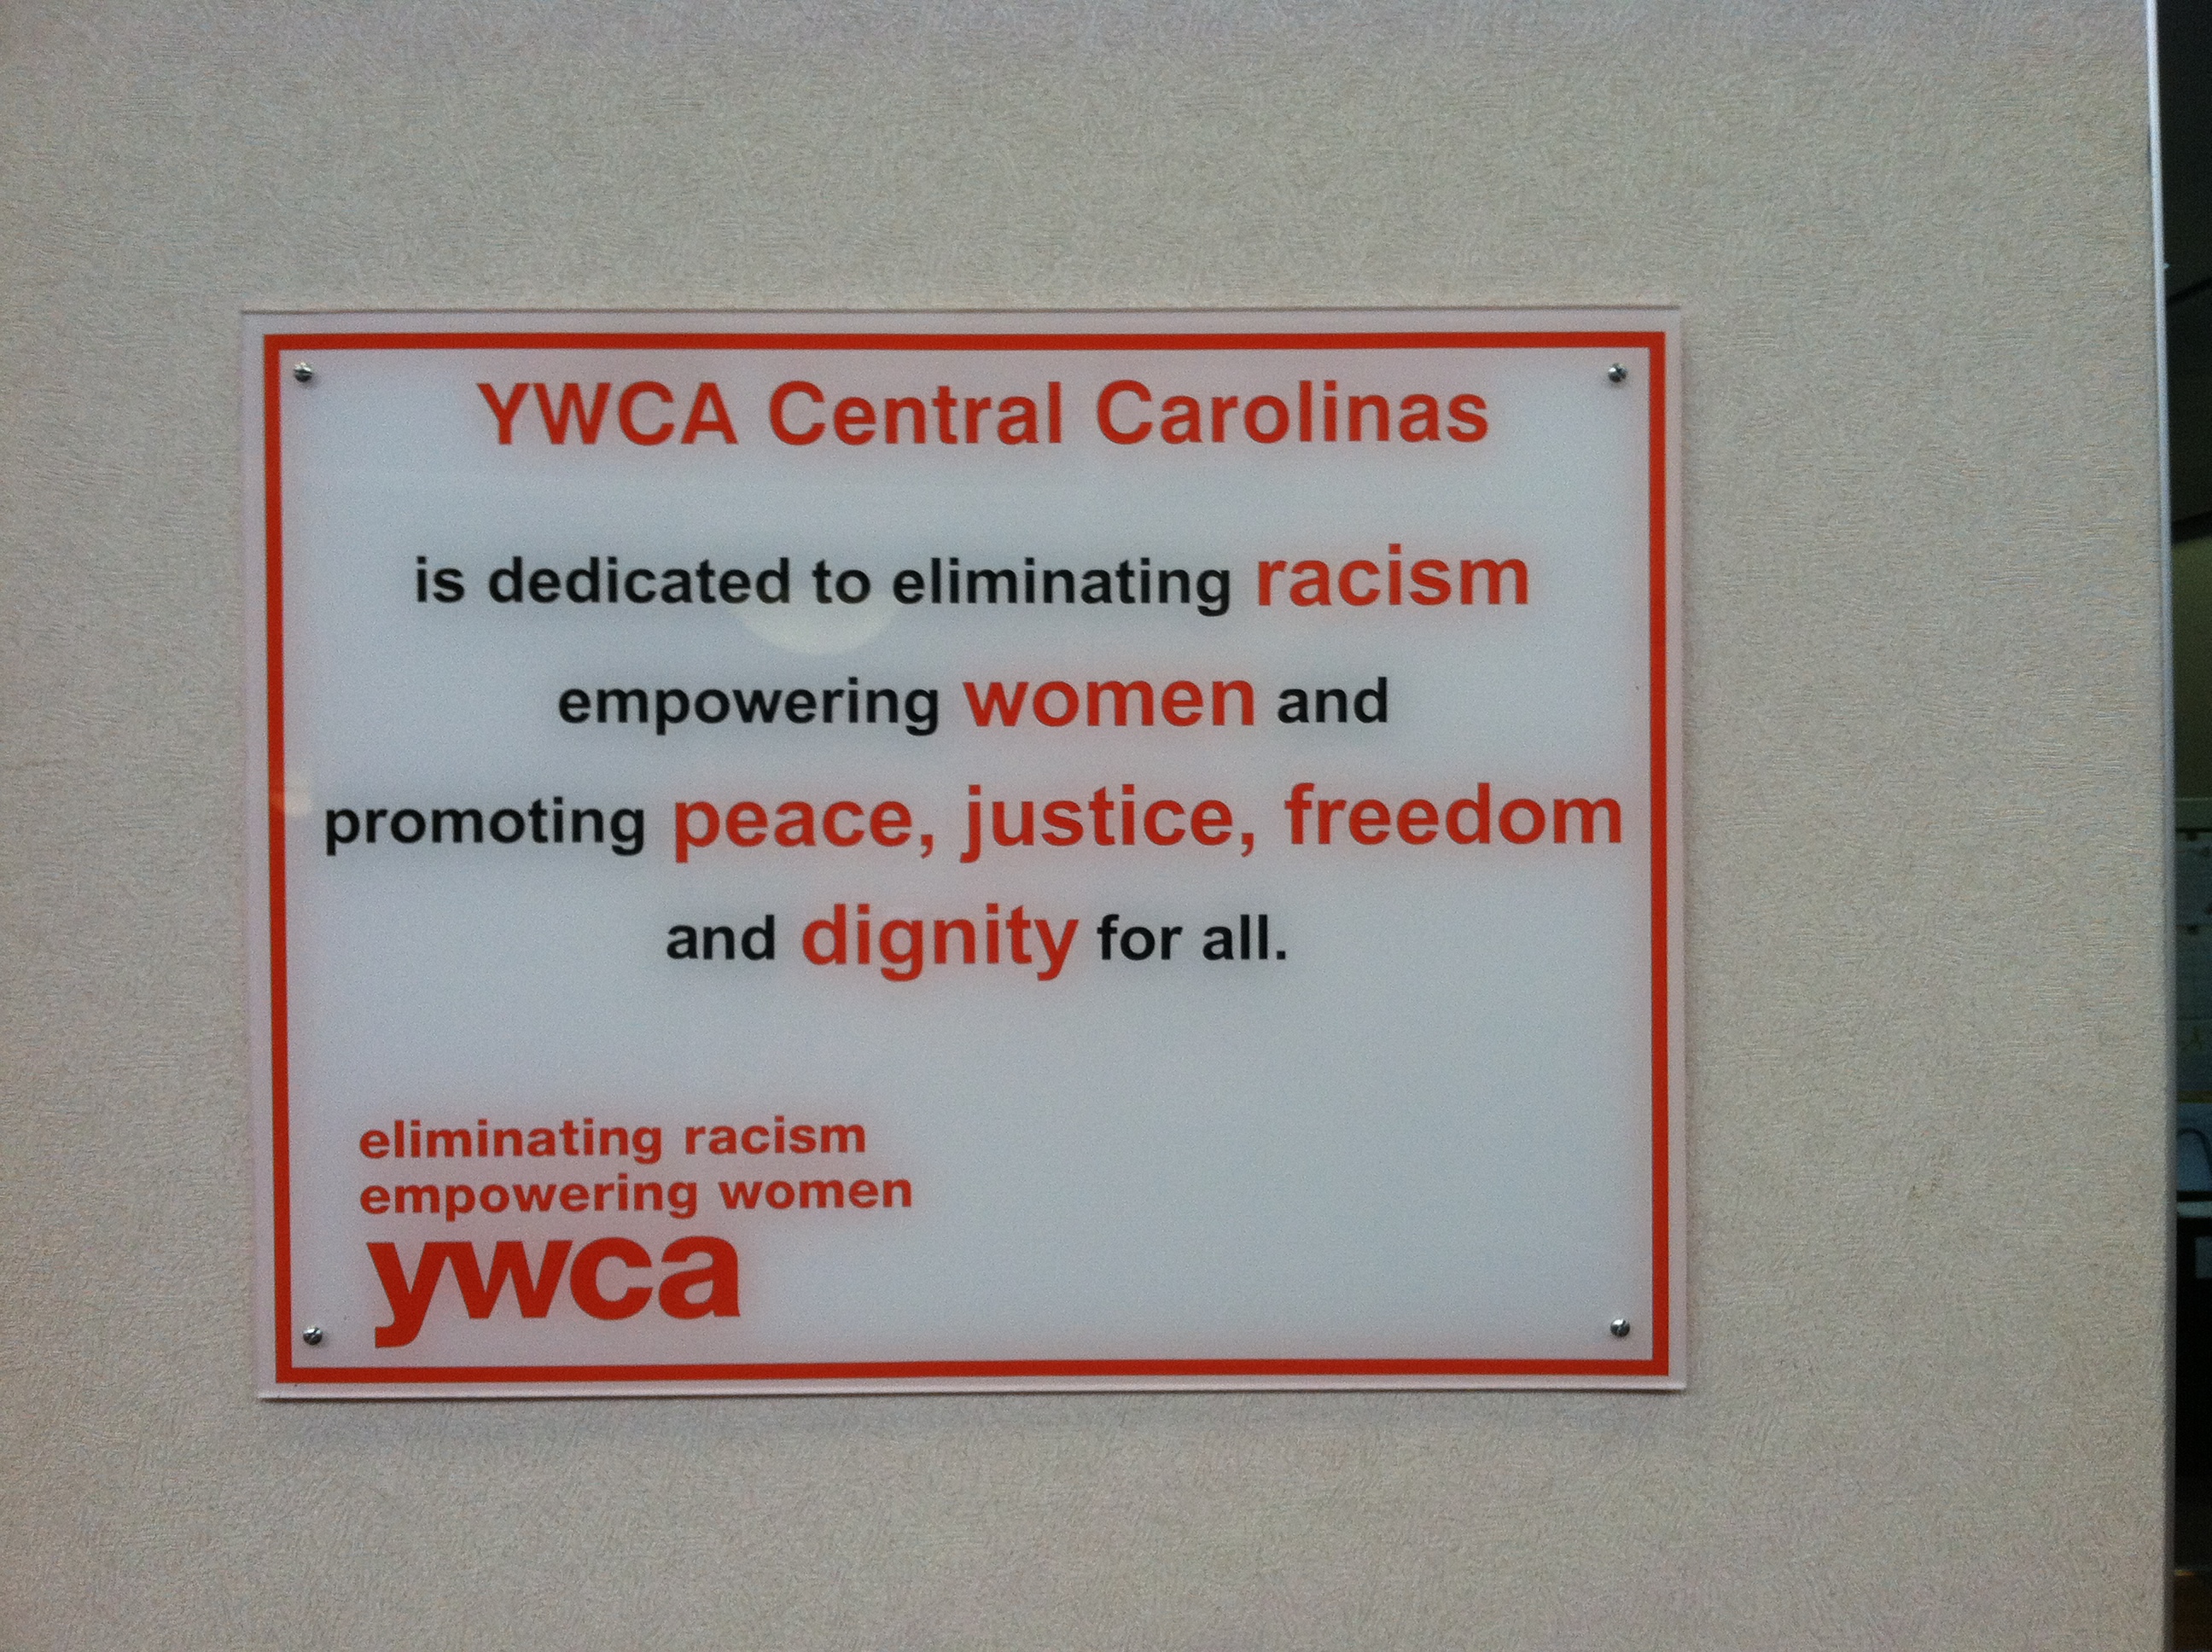 YWCA Central Carolinas
is dedicated to eliminating racism
empowering women and
promoting peace, justice, freedom
and dignity for all.
eliminating racism
empowering women
ywca